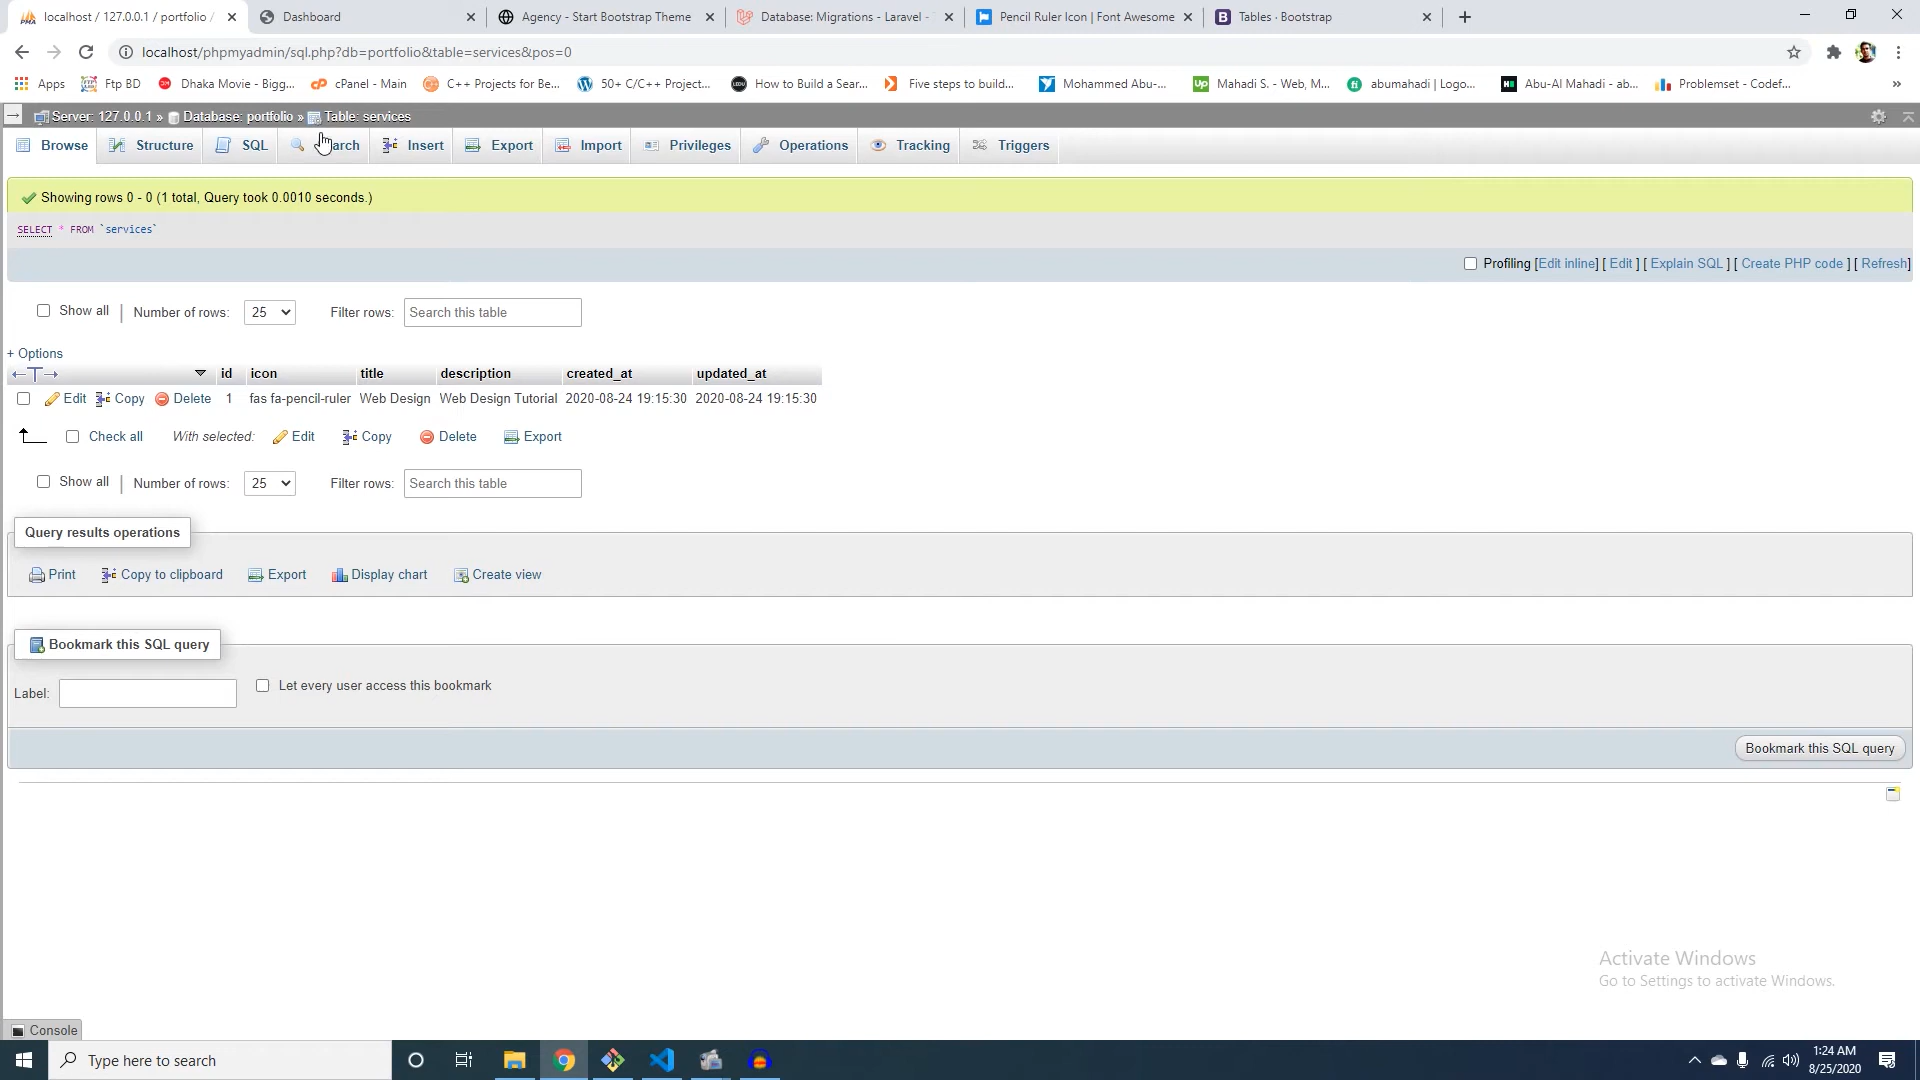 localhost / 127.0.0.1 / portfolio /
Dashboard
Agency - Start Bootstrap Theme
Database: Migrations - Laravel -
Pencil Ruler Icon | Font Awesome
Tables · Bootstrap
localhost/phpmyadmin/sql.php?db=portfolio&table=services&pos=0
Apps
Ftp BD
Dhaka Movie - Bigg...
cPanel - Main
C++ Projects for Be...
50+ C/C++ Project...
How to Build a Sear...
Five steps to build...
Mohammed Abu-...
Mahadi S. - Web, M...
abumahadi | Logo...
Abu-Al Mahadi - ab...
Problemset - Codef...
Server: 127.0.0.1 » Database: portfolio » Table: services
Browse
Structure
SQL
arch
Insert
Export
Import
Privileges
Operations
Tracking
Triggers
Showing rows 0 - 0 (1 total, Query took 0.0010 seconds.)
SELECT * FROM `services`
Profiling [Edit inline] [ Edit ] [ Explain SQL ] [ Create PHP code ] [ Refresh]
Show all | Number of rows: 25 Filter rows: Search this table
+ Options
id icon title description created_at updated_at
Edit Copy Delete 1 fas fa-pencil-ruler Web Design Web Design Tutorial 2020-08-24 19:15:30 2020-08-24 19:15:30
Check all With selected: Edit Copy Delete Export
Show all | Number of rows: 25 Filter rows: Search this table
Query results operations
Print Copy to clipboard Export Display chart Create view
Bookmark this SQL query
Label: Let every user access this bookmark
Bookmark this SQL query
Activate Windows
Go to Settings to activate Windows.
Console
Type here to search
1:24 AM
8/25/2020